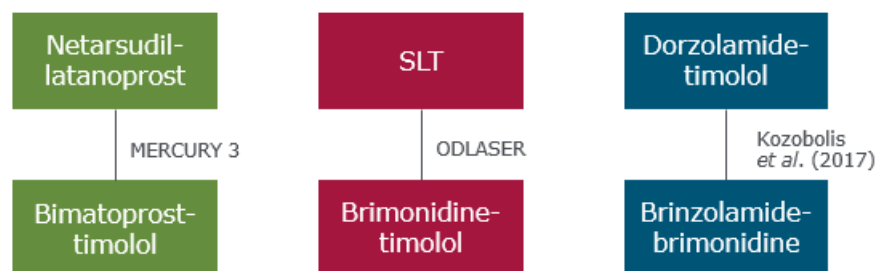 Netarsudil-
latanoprost
SLT
Dorzolamide-
timolol
MERCURY 3
ODLASER
Kozobolis
et al. (2017)
Bimatoprost-
timolol
Brimonidine-
timolol
Brinzolamide-
brimonidine